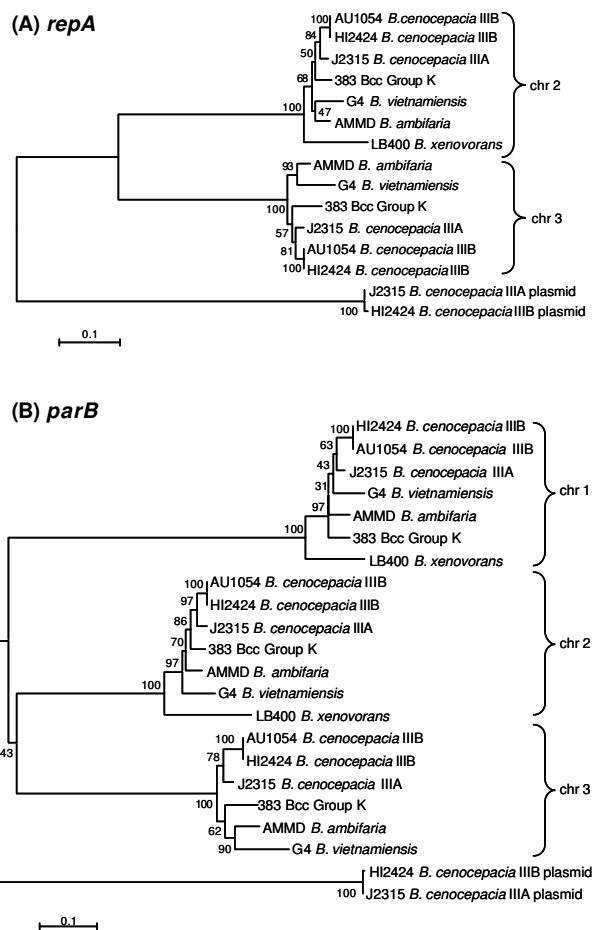 (A) repA
100 AU1054 B.cenocepacia IIIB
84 HI2424 B. cenocepacia IIIB
50 J2315 B. cenocepacia IIIA
68 383 Bcc Group K
chr 2
100 G4 B. vietnamiensis
47 AMMD B. ambifaria
LB400 B. xenovorans
93 AMMD B. ambifaria
G4 B. vietnamiensis
100 383 Bcc Group K
chr 3
57 J2315 B. cenocepacia IIIA
81 AU1054 B. cenocepacia IIIB
100 HI2424 B. cenocepacia IIIB
J2315 B. cenocepacia IIIA plasmid
100 HI2424 B. cenocepacia IIIB plasmid
0.1
(B) parB
100 HI2424 B. cenocepacia IIIB
63 AU1054 B. cenocepacia IIIB
43 J2315 B. cenocepacia IIIA
31 G4 B. vietnamiensis
chr 1
97 AMMD B. ambifaria
100 383 Bcc Group K
LB400 B. xenovorans
100 AU1054 B. cenocepacia IIIB
97 HI2424 B. cenocepacia IIIB
86 J2315 B. cenocepacia IIIA
70 383 Bcc Group K
chr 2
97 AMMD B. ambifaria
100 G4 B. vietnamiensis
LB400 B. xenovorans
100 AU1054 B. cenocepacia IIIB
43
78 HI2424 B. cenocepacia IIIB
J2315 B. cenocepacia IIIA
chr 3
100 383 Bcc Group K
62 AMMD B. ambifaria
90 G4 B. vietnamiensis
HI2424 B. cenocepacia IIIB plasmid
100 J2315 B. cenocepacia IIIA plasmid
0.1